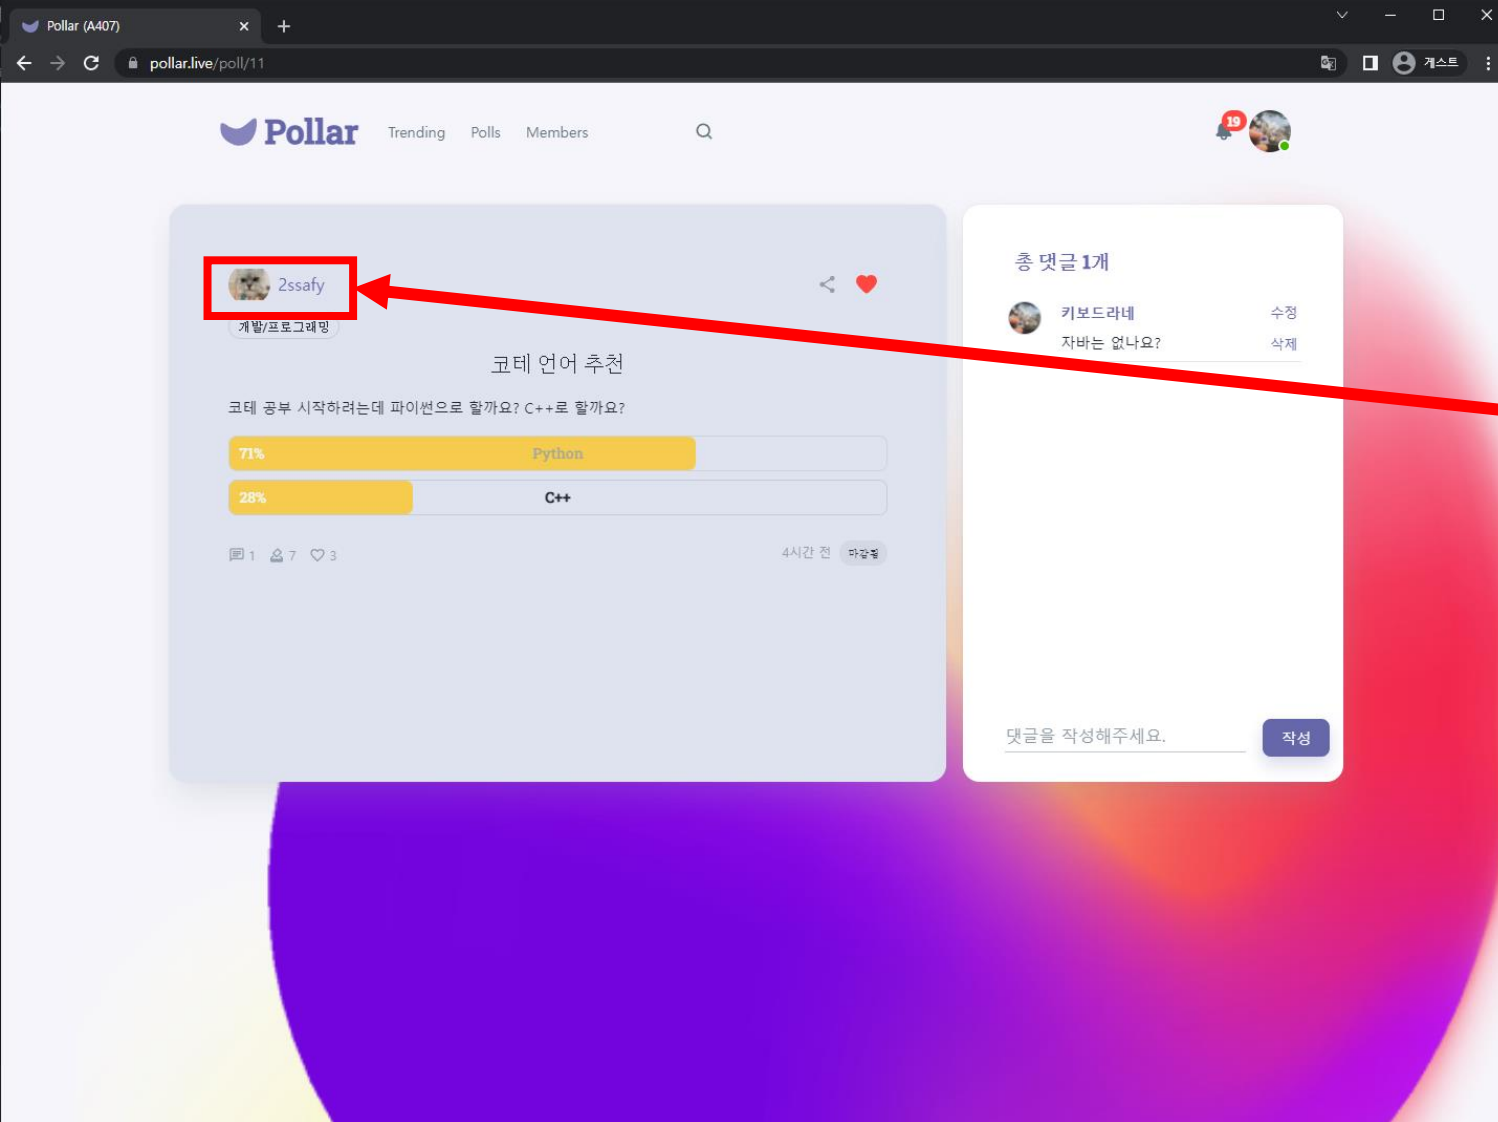 Pollar (A407)
pollar.live/poll/11
게스트
Pollar
Trending
Polls
Members
19
2ssafy
개발/프로그래밍
코테 언어 추천
코테 공부 시작하려는데 파이썬으로 할까요? C++로 할까요?
71%
Python
28%
C++
1
7
3
4시간 전
마감됨
총 댓글 1개
키보드라네
수정
자바는 없나요?
삭제
댓글을 작성해주세요.
작성